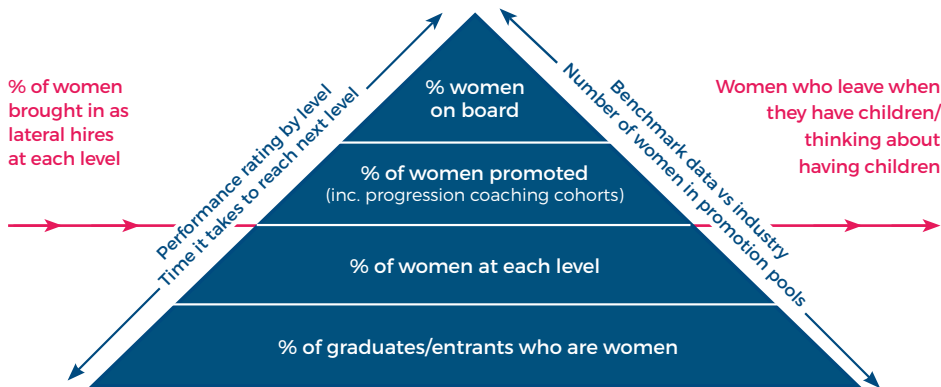 % of women
brought in as
lateral hires
at each level
Performance rating by level
Time it takes to reach next level
% women
on board
% of women promoted
(inc. progression coaching cohorts)
% of women at each level
% of graduates/entrants who are women
Benchmark data vs industry
Number of women in promotion pools
Women who leave when
they have children/
thinking about
having children